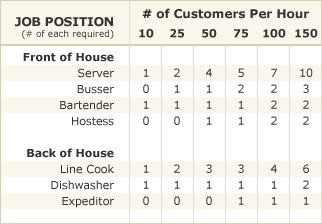 # of Customers Per Hour
JOB POSITION
(# of each required)
10 25 50 75 100 150
Front of House
Server 1 2 4 5 7 10
Busser 0 1 1 2 2 3
Bartender 1 1 1 1 2 2
Hostess 0 0 1 1 2 2
Back of House
Line Cook 1 2 3 3 4 6
Dishwasher 1 1 1 1 1 2
Expeditor 0 0 0 1 1 1